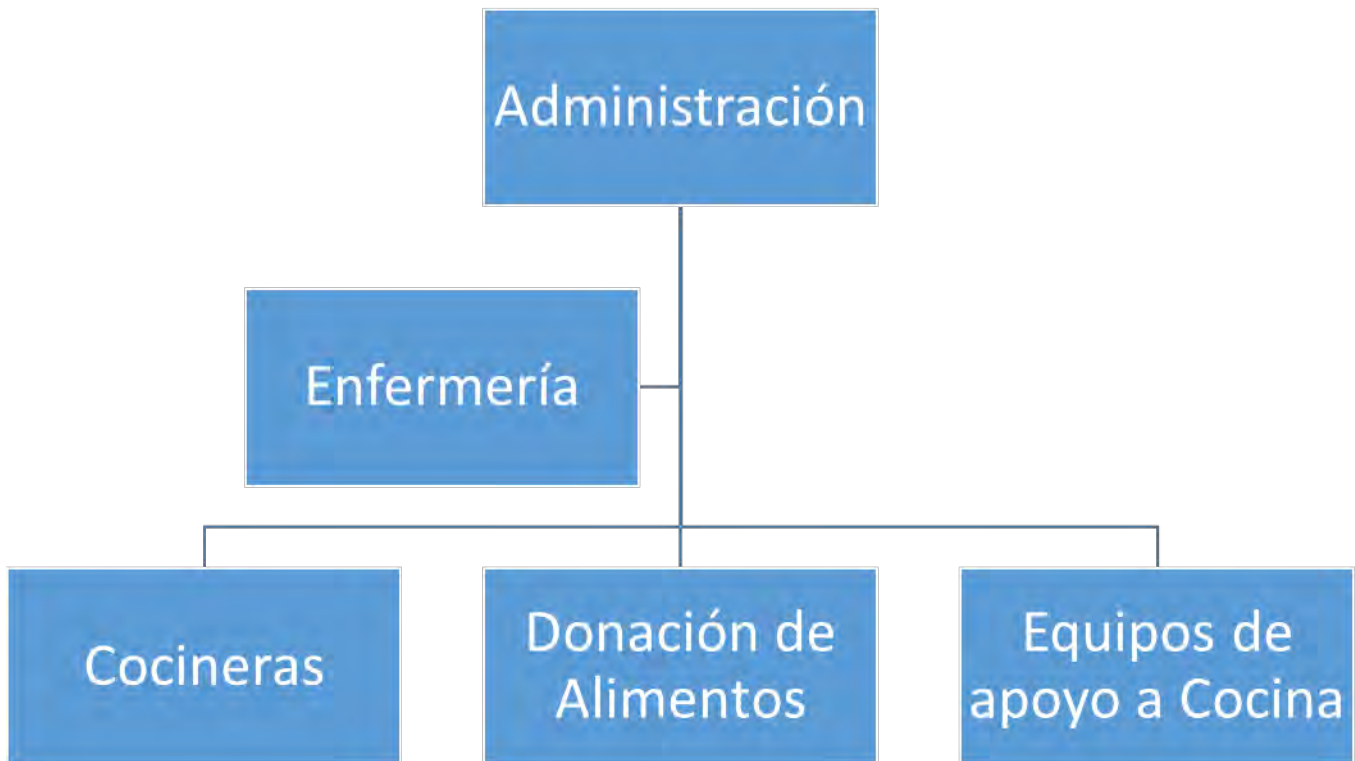 Administración
Enfermería
Cocineras
Donación de
Alimentos
Equipos de
apoyo a Cocina